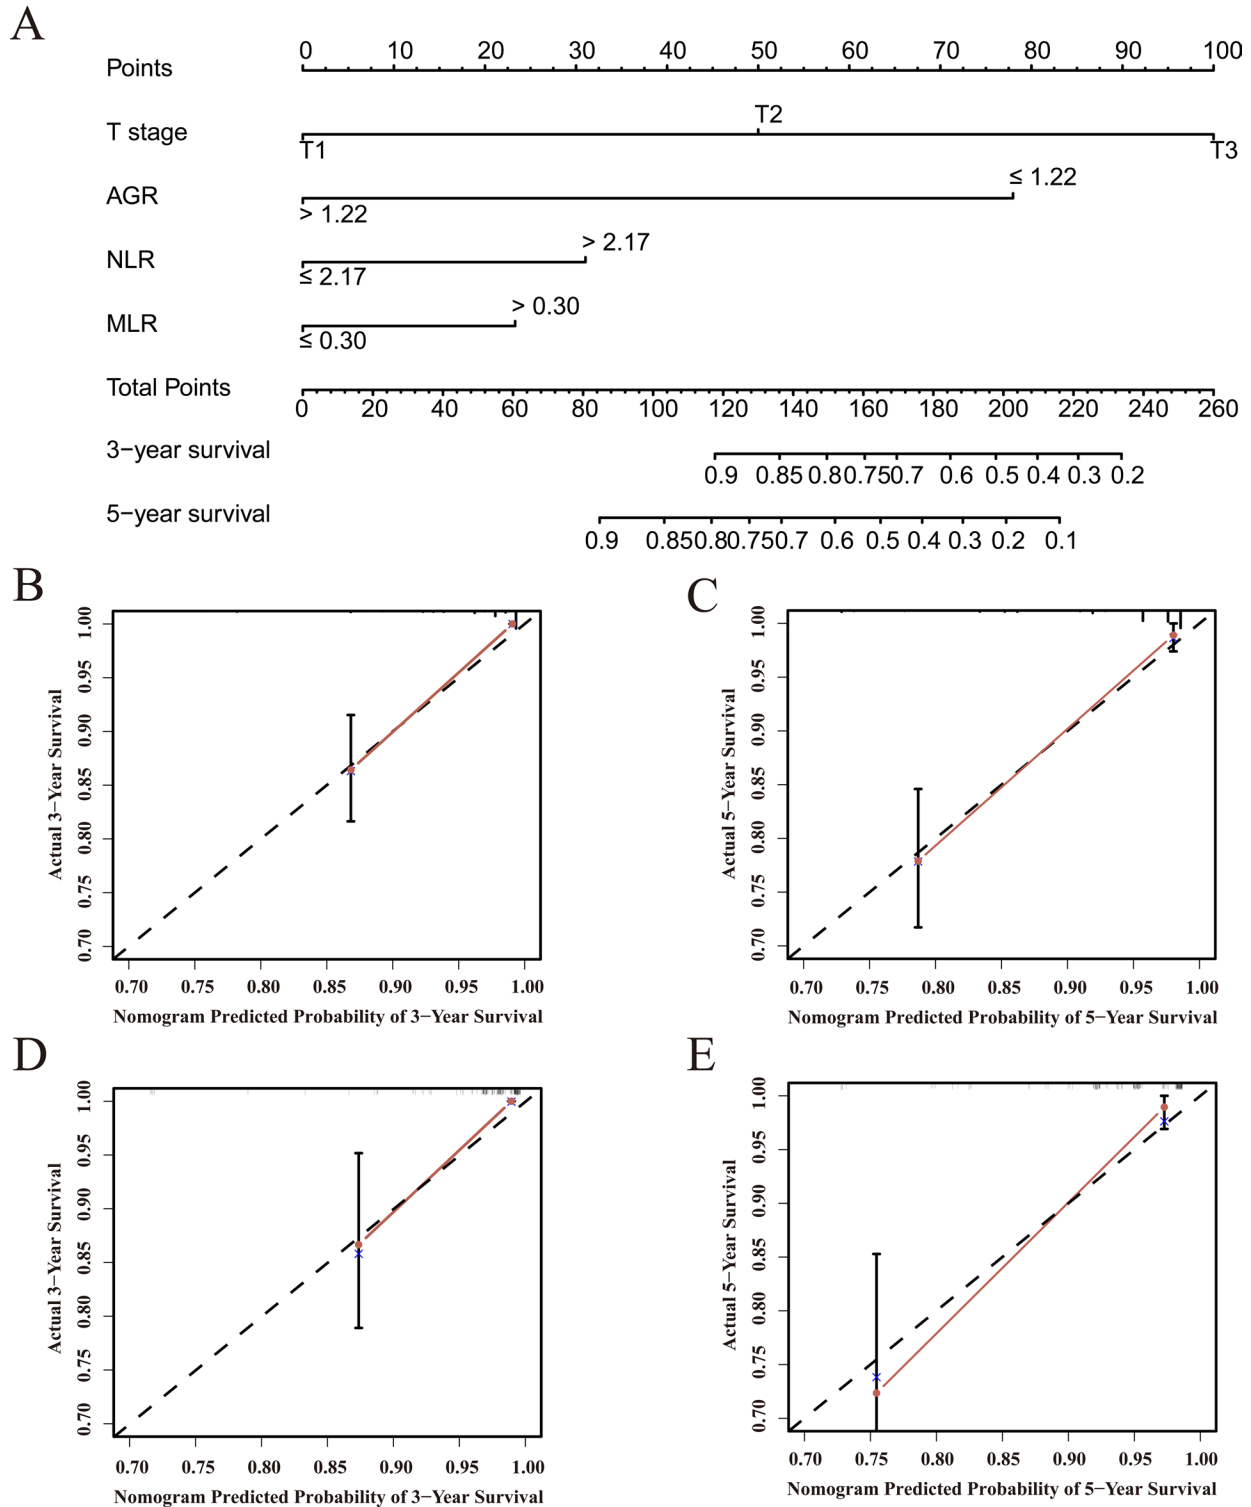 A
Points
0 10 20 30 40 50 60 70 80 90 100
T stage
T2
T1
T3
AGR
≤ 1.22
> 1.22
NLR
> 2.17
≤ 2.17
MLR
> 0.30
≤ 0.30
Total Points
0 20 40 60 80 100 120 140 160 180 200 220 240 260
3−year survival
0.9 0.85 0.80 0.75 0.7 0.6 0.5 0.4 0.3 0.2
5−year survival
0.9 0.85 0.8 0.75 0.7 0.6 0.5 0.4 0.3 0.2 0.1
B
Actual 3−Year Survival
1.00
0.95
0.90
0.85
0.80
0.75
0.70
0.70 0.75 0.80 0.85 0.90 0.95 1.00
Nomogram Predicted Probability of 3−Year Survival
C
Actual 5−Year Survival
1.00
0.95
0.90
0.85
0.80
0.75
0.70
0.70 0.75 0.80 0.85 0.90 0.95 1.00
Nomogram Predicted Probability of 5−Year Survival
D
Actual 3−Year Survival
1.00
0.95
0.90
0.85
0.80
0.75
0.70
0.70 0.75 0.80 0.85 0.90 0.95 1.00
Nomogram Predicted Probability of 3−Year Survival
E
Actual 5−Year Survival
1.00
0.95
0.90
0.85
0.80
0.75
0.70
0.70 0.75 0.80 0.85 0.90 0.95 1.00
Nomogram Predicted Probability of 5−Year Survival